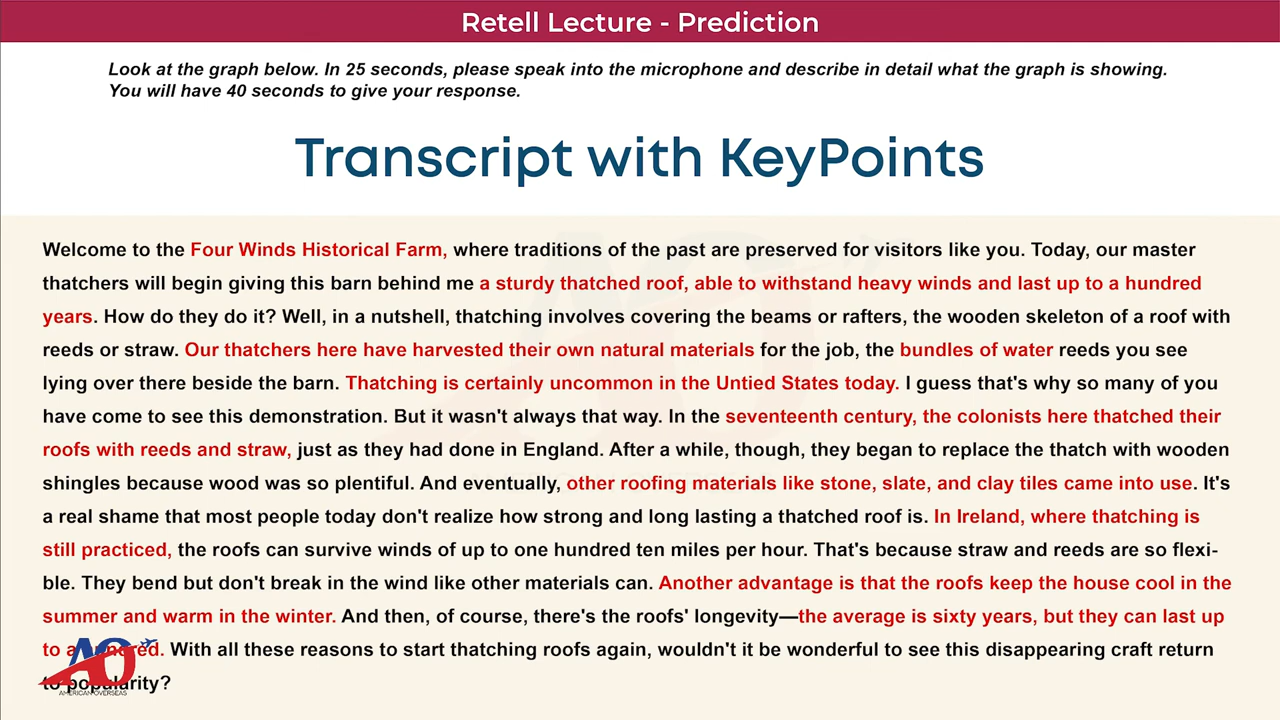 Retell Lecture - Prediction
Look at the graph below. In 25 seconds, please speak into the microphone and describe in detail what the graph is showing.
You will have 40 seconds to give your response.
Transcript with KeyPoints
Welcome to the Four Winds Historical Farm, where traditions of the past are preserved for visitors like you. Today, our master
thatchers will begin giving this barn behind me a sturdy thatched roof, able to withstand heavy winds and last up to a hundred
years. How do they do it? Well, in a nutshell, thatching involves covering the beams or rafters, the wooden skeleton of a roof with
reeds or straw. Our thatchers here have harvested their own natural materials for the job, the bundles of water reeds you see
lying over there beside the barn. Thatching is certainly uncommon in the Untied States today. I guess that's why so many of you
have come to see this demonstration. But it wasn't always that way. In the seventeenth century, the colonists here thatched their
roofs with reeds and straw, just as they had done in England. After a while, though, they began to replace the thatch with wooden
shingles because wood was so plentiful. And eventually, other roofing materials like stone, slate, and clay tiles came into use. It's
a real shame that most people today don't realize how strong and long lasting a thatched roof is. In Ireland, where thatching is
still practiced, the roofs can survive winds of up to one hundred ten miles per hour. That's because straw and reeds are so flexi-
ble. They bend but don't break in the wind like other materials can. Another advantage is that the roofs keep the house cool in the
summer and warm in the winter. And then, of course, there's the roofs' longevity—the average is sixty years, but they can last up
to a With all these reasons to start thatching roofs again, wouldn't it be wonderful to see this disappearing craft return
to popularity?
AO
AMERICAN OVERSEAS